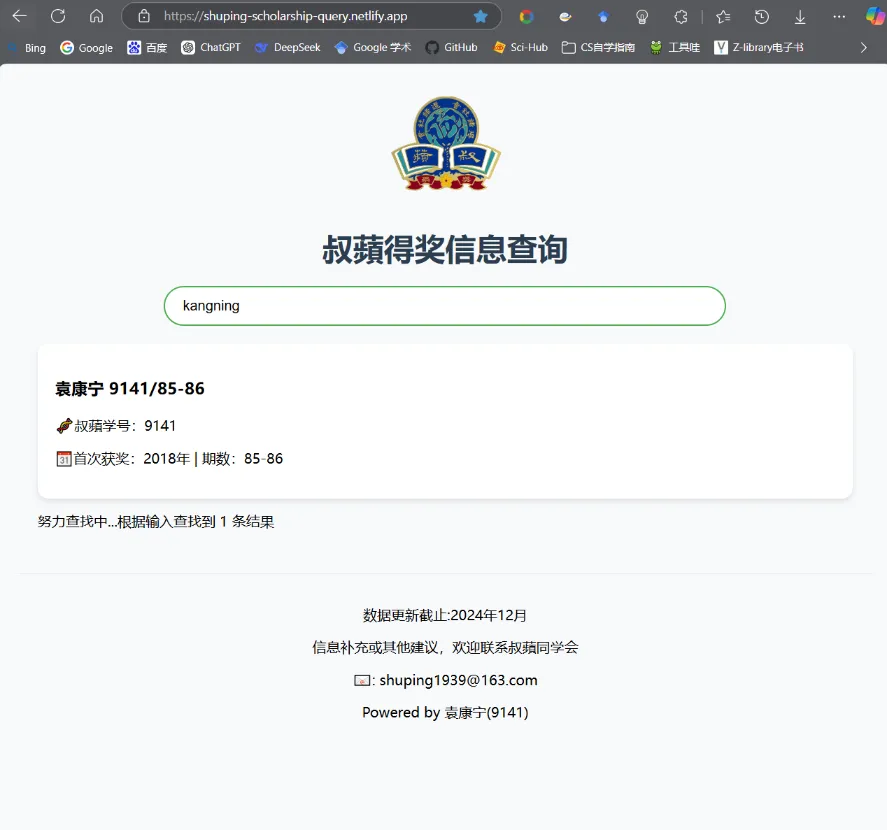 https://shuping-scholarship-query.netlify.app
Bing Google 百度 ChatGPT DeepSeek Google 学术 GitHub Sci-Hub CS自学指南 工具哇 Z-library电子书
叔蘋得奖信息查询
kangning
袁康宁 9141/85-86
叔蘋学号：9141
首次获奖：2018年 | 期数：85-86
努力查找中...根据输入查找到 1 条结果
数据更新截止:2024年12月
信息补充或其他建议，欢迎联系叔蘋同学会
: shuping1939@163.com
Powered by 袁康宁(9141)